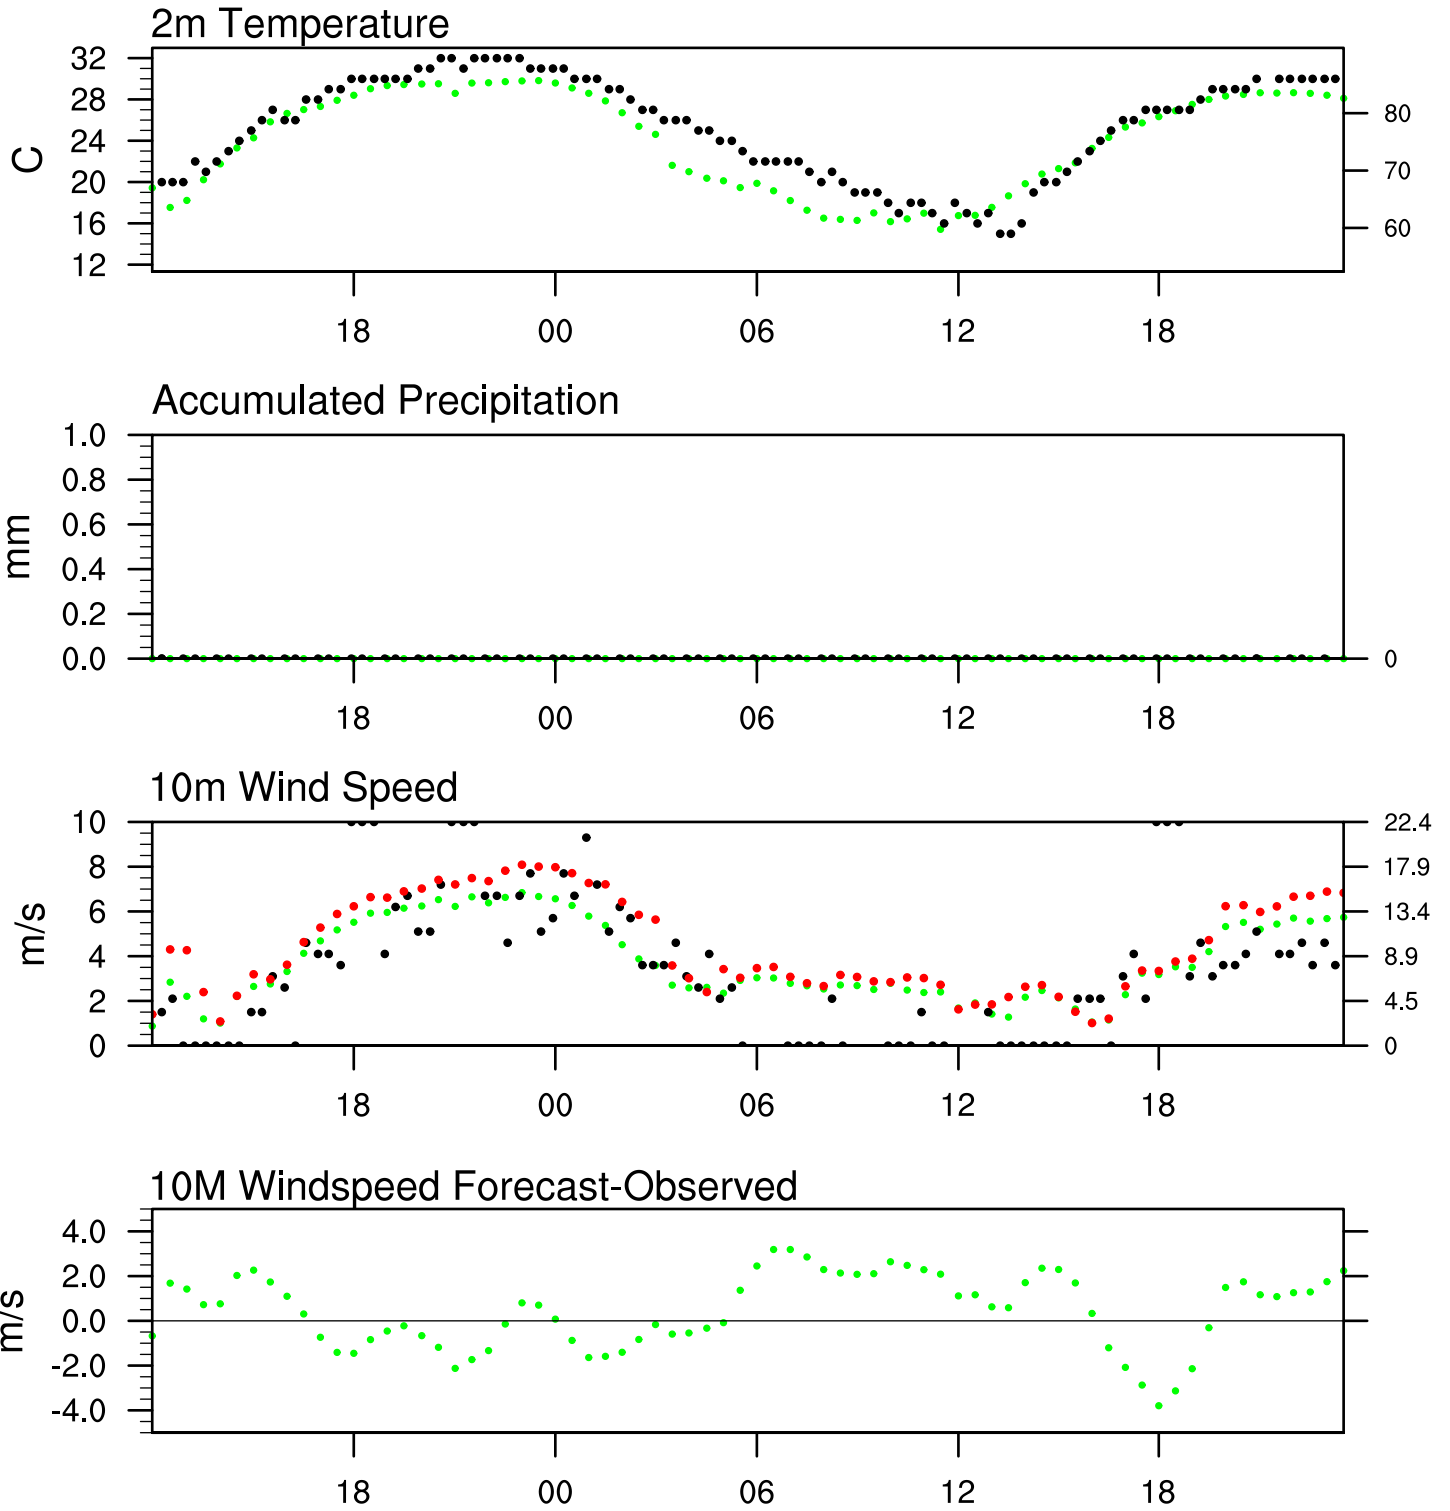 2m Temperature
32
28
24
20
16
12
C
80
70
60
18 00 06 12 18
Accumulated Precipitation
1.0
0.8
0.6
0.4
0.2
0.0
mm
0
18 00 06 12 18
10m Wind Speed
10
8
6
4
2
0
m/s
22.4
17.9
13.4
8.9
4.5
0
18 00 06 12 18
10M Windspeed Forecast-Observed
4.0
2.0
0.0
-2.0
-4.0
m/s
18 00 06 12 18